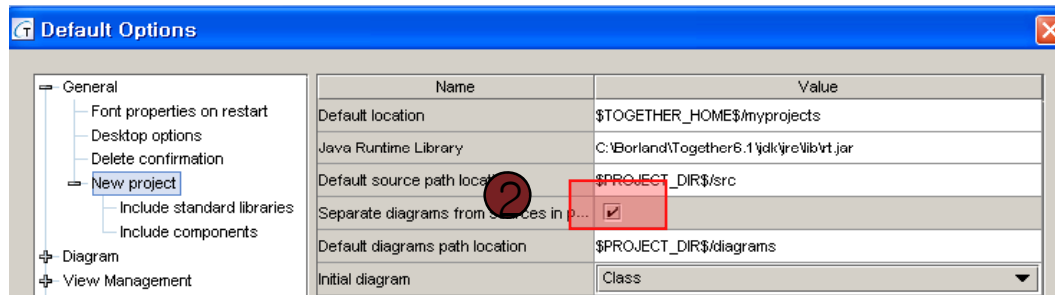 Default Options
General
Font properties on restart
Desktop options
Delete confirmation
New project
Include standard libraries
Include components
Diagram
View Management
Name Value
Default location $TOGETHER_HOME$/myprojects
Java Runtime Library C:\Borland\Together6.1\jdk\jre\lib\rt.jar
Default source path $PROJECT_DIR$/src
Separate diagrams from in p...
2
Default diagrams path location $PROJECT_DIR$/diagrams
Initial diagram Class